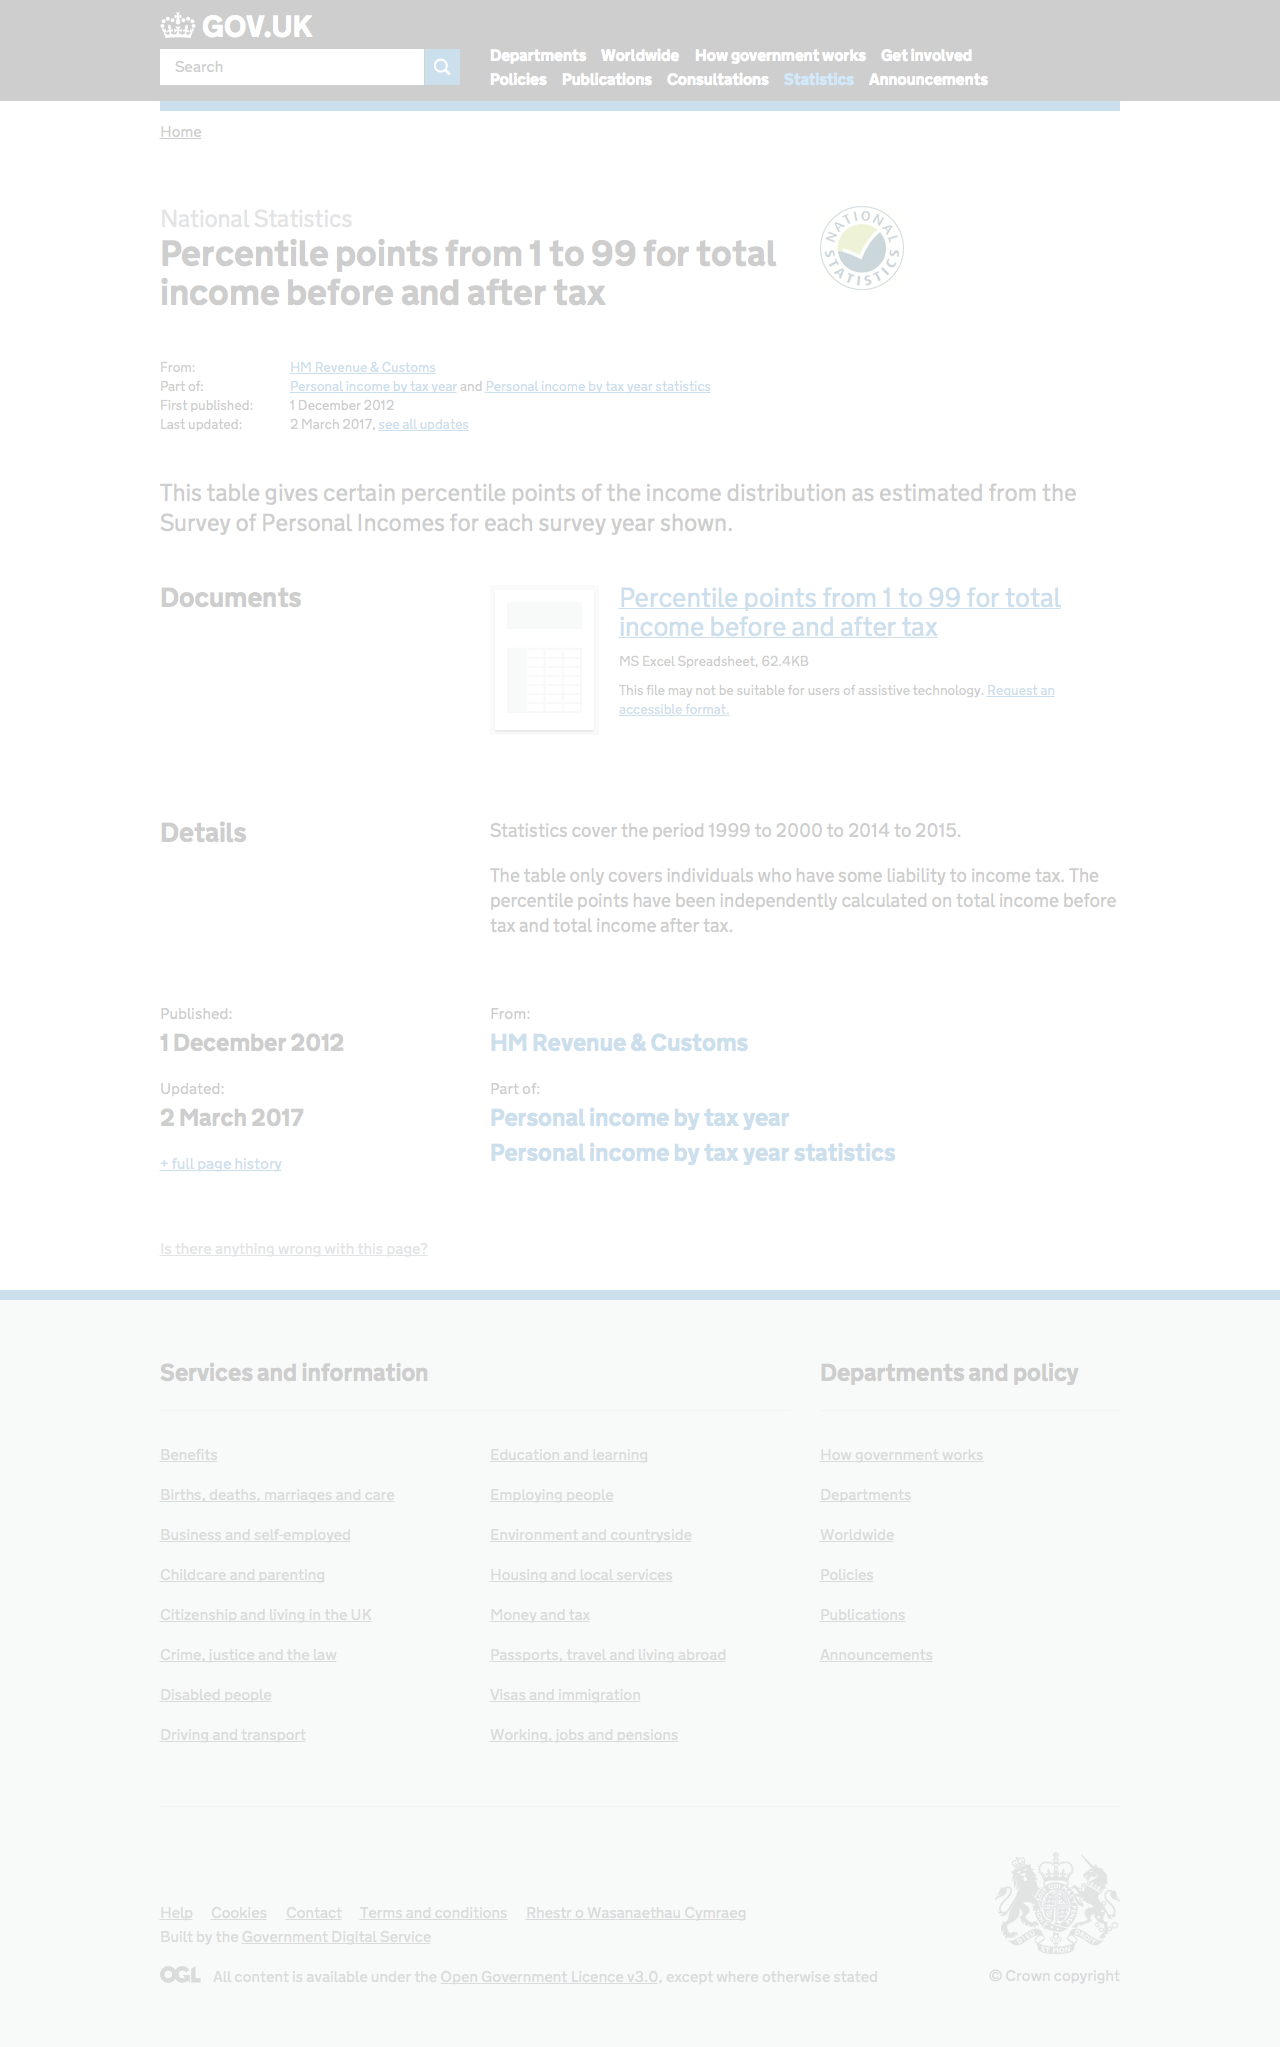 GOV.UK
Search
Departments Worldwide How government works Get involved
Policies Publications Consultations Statistics Announcements
Home
National Statistics
Percentile points from 1 to 99 for total
income before and after tax
NATIONAL STATISTICS
From: HM Revenue & Customs
Part of: Personal income by tax year and Personal income by tax year statistics
First published: 1 December 2012
Last updated: 2 March 2017, see all updates
This table gives certain percentile points of the income distribution as estimated from the
Survey of Personal Incomes for each survey year shown.
Documents
Percentile points from 1 to 99 for total
income before and after tax
MS Excel Spreadsheet, 62.4KB
This file may not be suitable for users of assistive technology. Request an
accessible format.
Details
Statistics cover the period 1999 to 2000 to 2014 to 2015.
The table only covers individuals who have some liability to income tax. The
percentile points have been independently calculated on total income before
tax and total income after tax.
Published:
1 December 2012
Updated:
2 March 2017
+ full page history
From:
HM Revenue & Customs
Part of:
Personal income by tax year
Personal income by tax year statistics
Is there anything wrong with this page?
Services and information
Benefits
Births, deaths, marriages and care
Business and self-employed
Childcare and parenting
Citizenship and living in the UK
Crime, justice and the law
Disabled people
Driving and transport
Education and learning
Employing people
Environment and countryside
Housing and local services
Money and tax
Passports, travel and living abroad
Visas and immigration
Working, jobs and pensions
Departments and policy
How government works
Departments
Worldwide
Policies
Publications
Announcements
Help Cookies Contact Terms and conditions Rhestr o Wasanaethau Cymraeg
Built by the Government Digital Service
OGL All content is available under the Open Government Licence v3.0, except where otherwise stated
© Crown copyright